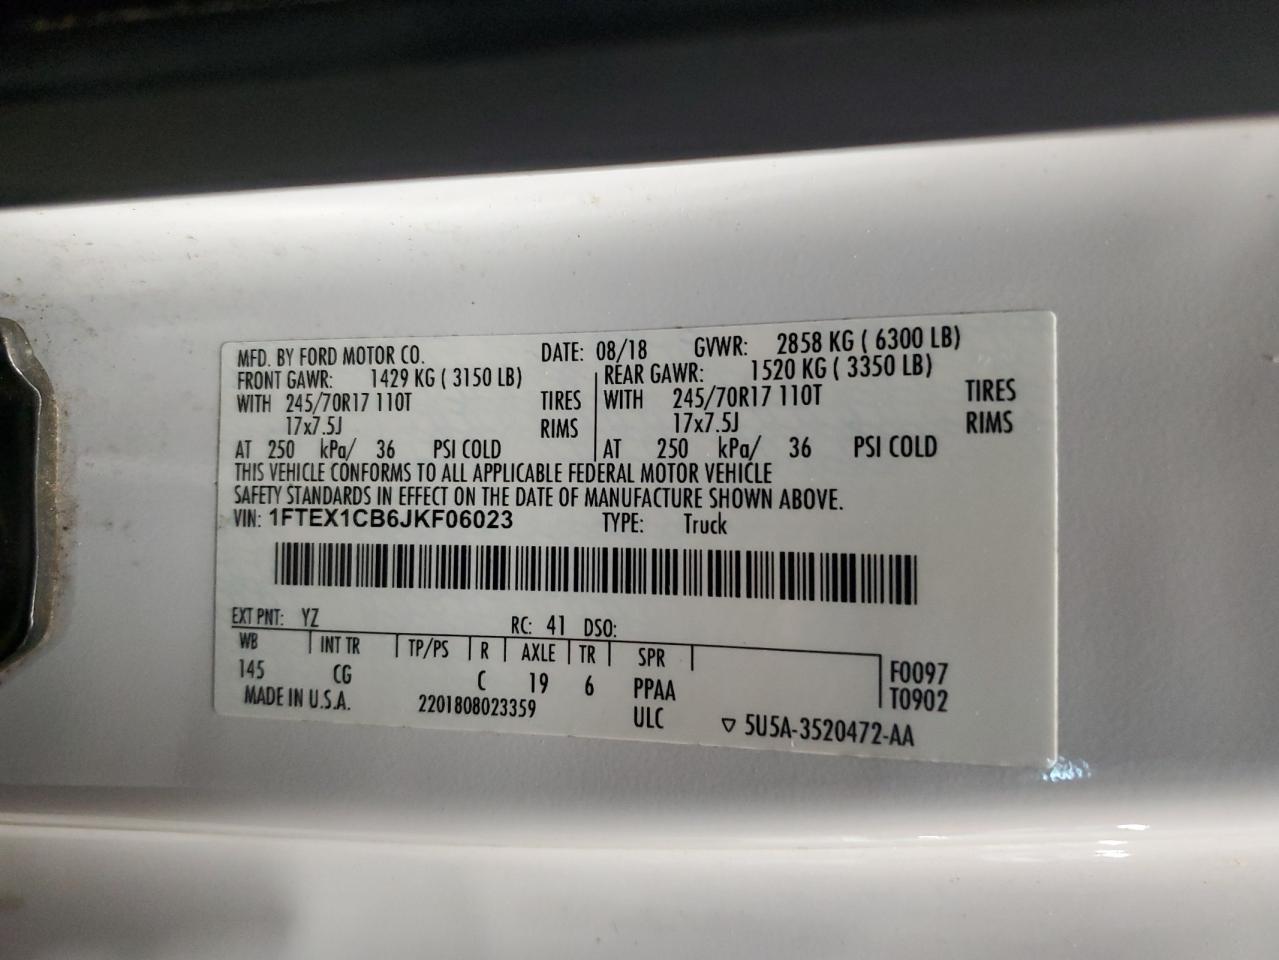 MFD. BY FORD MOTOR CO. DATE: 08/18 GVWR: 2858 KG ( 6300 LB)
FRONT GAWR: 1429 KG ( 3150 LB) REAR GAWR: 1520 KG ( 3350 LB)
WITH 245/70R17 110T TIRES WITH 245/70R17 110T TIRES
17x7.5J RIMS 17x7.5J RIMS
AT 250 kPa/ 36 PSI COLD AT 250 kPa/ 36 PSI COLD
THIS VEHICLE CONFORMS TO ALL APPLICABLE FEDERAL MOTOR VEHICLE
SAFETY STANDARDS IN EFFECT ON THE DATE OF MANUFACTURE SHOWN ABOVE.
VIN: 1FTEX1CB6JKF06023 TYPE: Truck
EXT PNT: YZ RC: 41 DSO:
WB INT TR TP/PS R AXLE TR SPR F0097
145 CG C 19 6 PPAA T0902
MADE IN U.S.A. 2201808023359 ULC ▽ 5U5A-3520472-AA